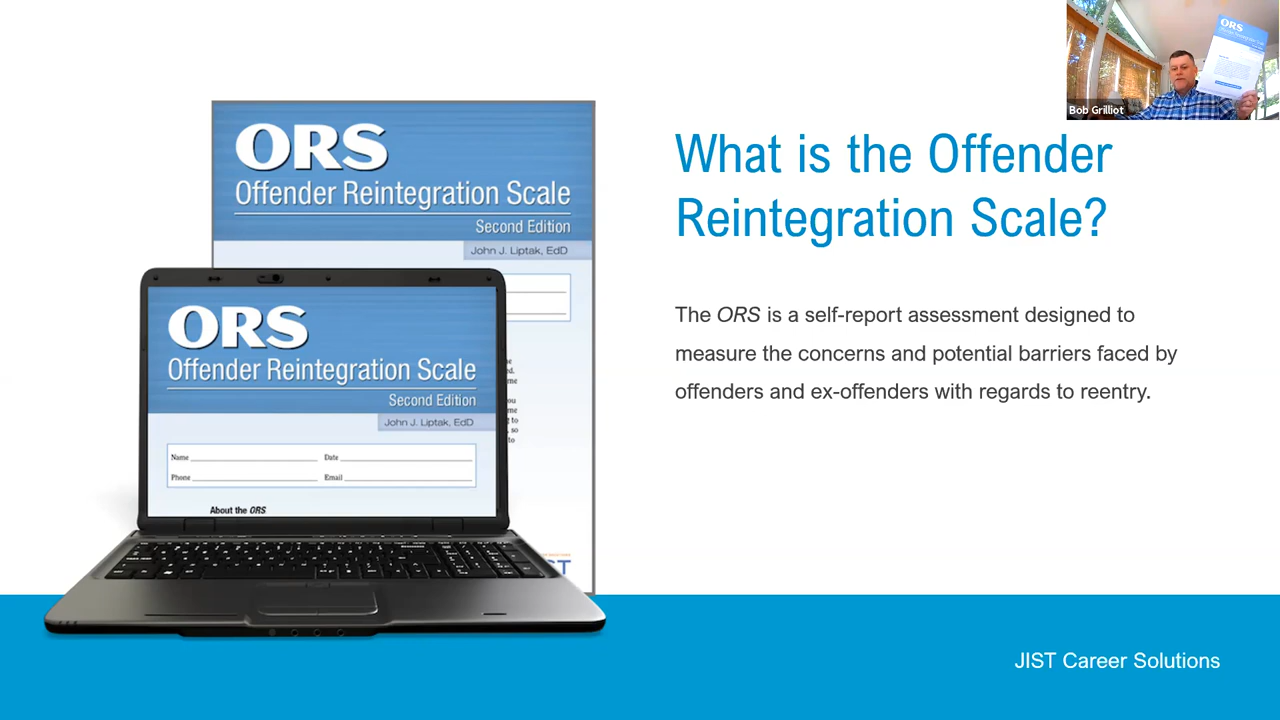 ORS
Bob Grilliot
What is the Offender
Reintegration Scale?
ORS
Offender Reintegration Scale
Second Edition
John J. Liptak, EdD
The ORS is a self-report assessment designed to
measure the concerns and potential barriers faced by
offenders and ex-offenders with regards to reentry.
ORS
Offender Reintegration Scale
Second Edition
John J. Liptak, EdD
Name Date
Phone Email
About the ORS
JIST Career Solutions